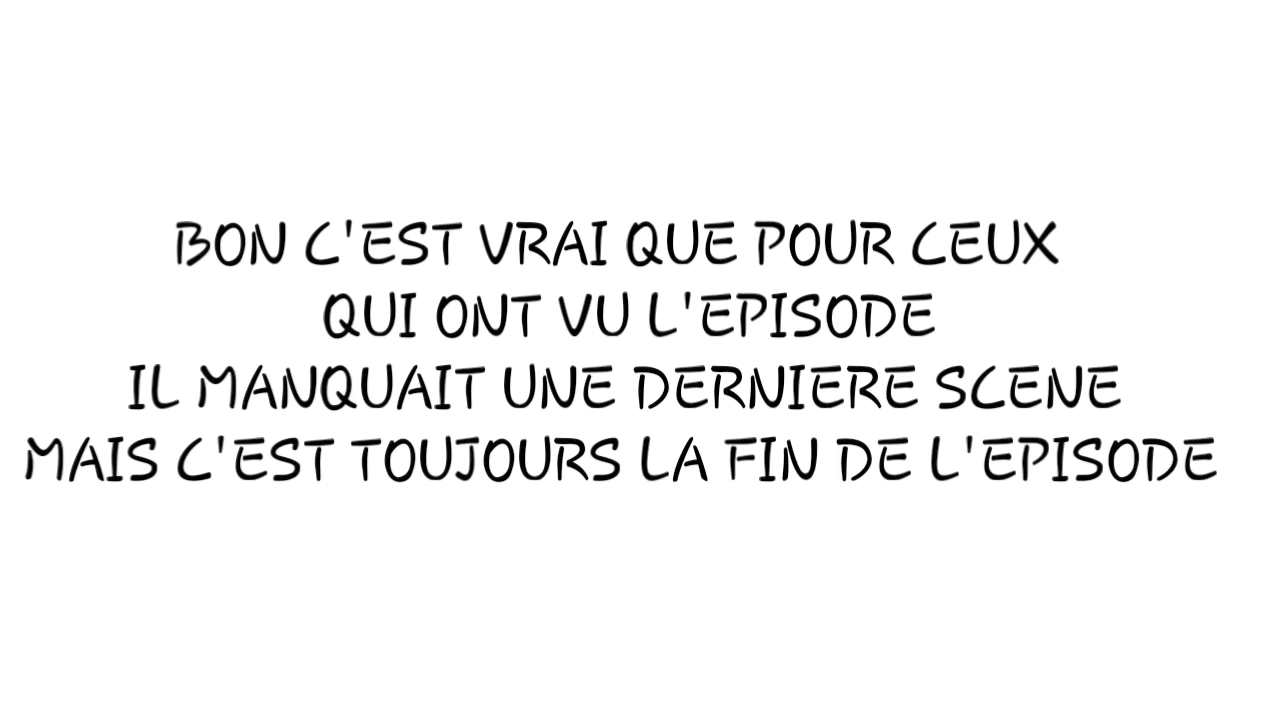 BON C'EST VRAI QUE POUR CEUX
QUI ONT VU L'EPISODE
IL MANQUAIT UNE DERNIERE SCENE
MAIS C'EST TOUJOURS LA FIN DE L'EPISODE